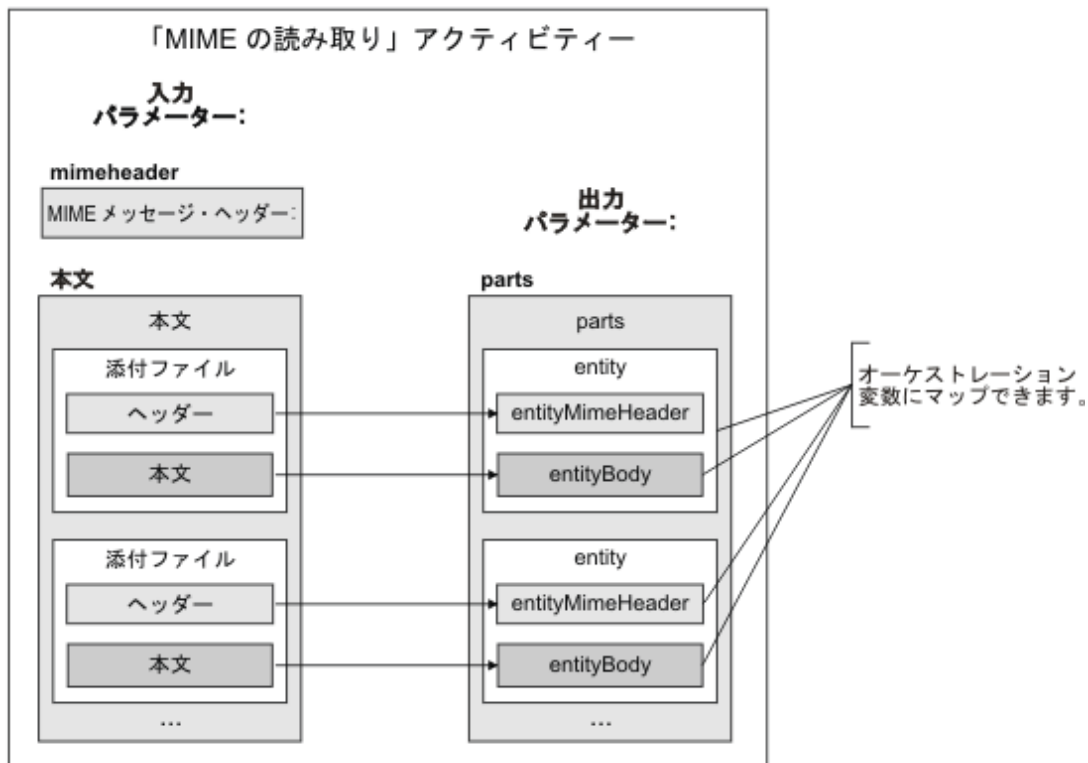 「MIME の読み取り」アクティビティー
入力
パラメーター:
mimeheader
MIME メッセージ・ヘッダー:
出力
パラメーター:
本文
本文
添付ファイル
ヘッダー
本文
添付ファイル
ヘッダー
本文
...
parts
parts
entity
entityMimeHeader
entityBody
entity
entityMimeHeader
entityBody
...
オーケストレーション
変数にマップできます。